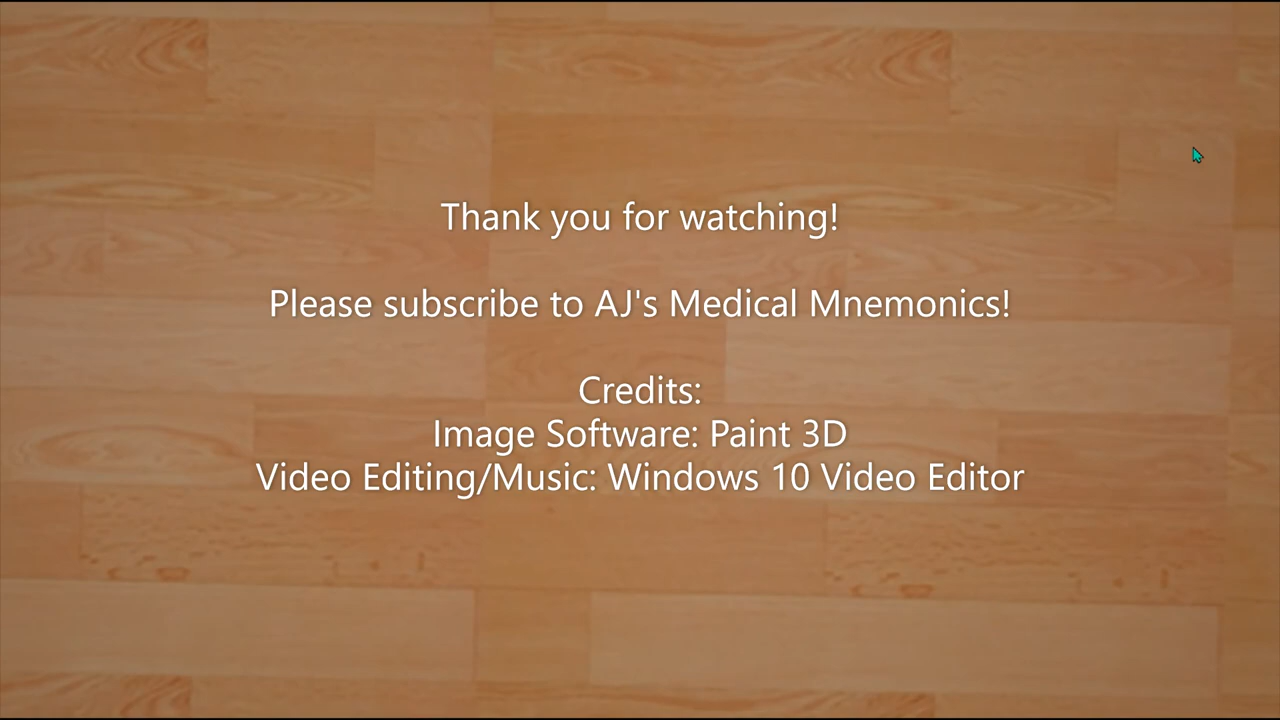 Thank you for watching!
Please subscribe to AJ's Medical Mnemonics!
Credits:
Image Software: Paint 3D
Video Editing/Music: Windows 10 Video Editor